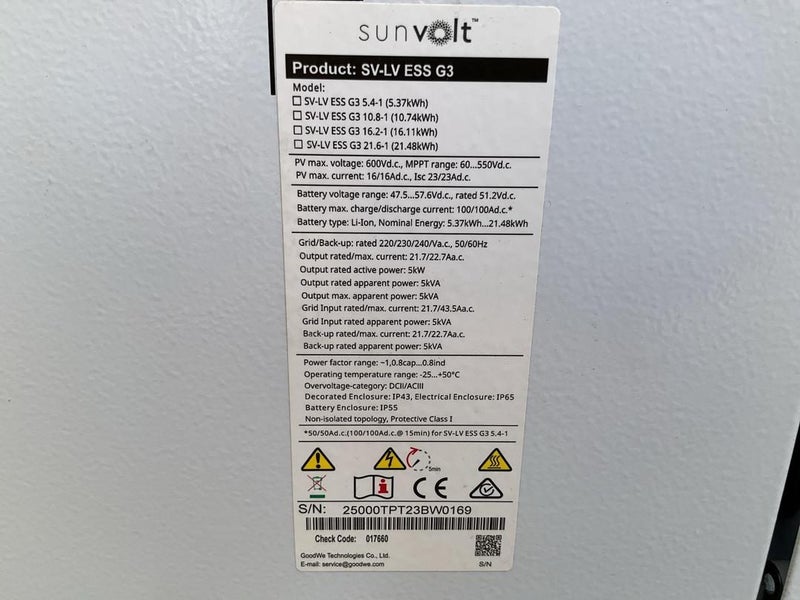 sunvolt™
Product: SV-LV ESS G3
Model:
☐ SV-LV ESS G3 5.4-1 (5.37kWh)
☐ SV-LV ESS G3 10.8-1 (10.74kWh)
☐ SV-LV ESS G3 16.2-1 (16.11kWh)
☐ SV-LV ESS G3 21.6-1 (21.48kWh)
PV max. voltage: 600Vd.c., MPPT range: 60...550Vd.c.
PV max. current: 16/16Ad.c., Isc 23/23Ad.c.
Battery voltage range: 47.5...57.6Vd.c., rated 51.2Vd.c.
Battery max. charge/discharge current: 100/100Ad.c.*
Battery type: Li-Ion, Nominal Energy: 5.37kWh...21.48kWh
Grid/Back-up: rated 220/230/240/Va.c., 50/60Hz
Output rated/max. current: 21.7/22.7Aa.c.
Output rated active power: 5kW
Output rated apparent power: 5kVA
Output max. apparent power: 5kVA
Grid Input rated/max. current: 21.7/43.5Aa.c.
Grid Input rated apparent power: 5kVA
Back-up rated/max. current: 21.7/22.7Aa.c.
Back-up rated apparent power: 5kVA
Power factor range: ~1,0.8cap...0.8ind
Operating temperature range: -25...+50°C
Overvoltage-category: DCII/ACIII
Decorated Enclosure: IP43, Electrical Enclosure: IP65
Battery Enclosure: IP55
Non-isolated topology, Protective Class I
*50/50Ad.c.(100/100Ad.c.@ 15min) for SV-LV ESS G3 5.4-1
5min
CE
S/N: 25000TPT23BW0169
Check Code: 017660
GoodWe Technologies Co., Ltd.
E-mail: service@goodwe.com
S/N